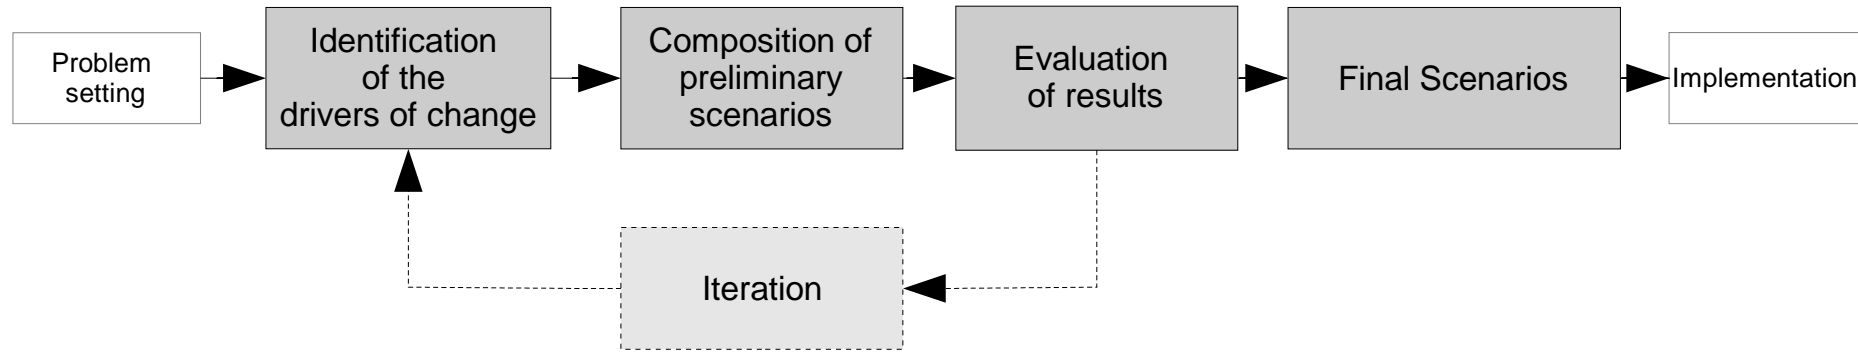 Problem
setting
Identification
of the
drivers of change
Composition of
preliminary
scenarios
Evaluation
of results
Final Scenarios
Implementation
Iteration